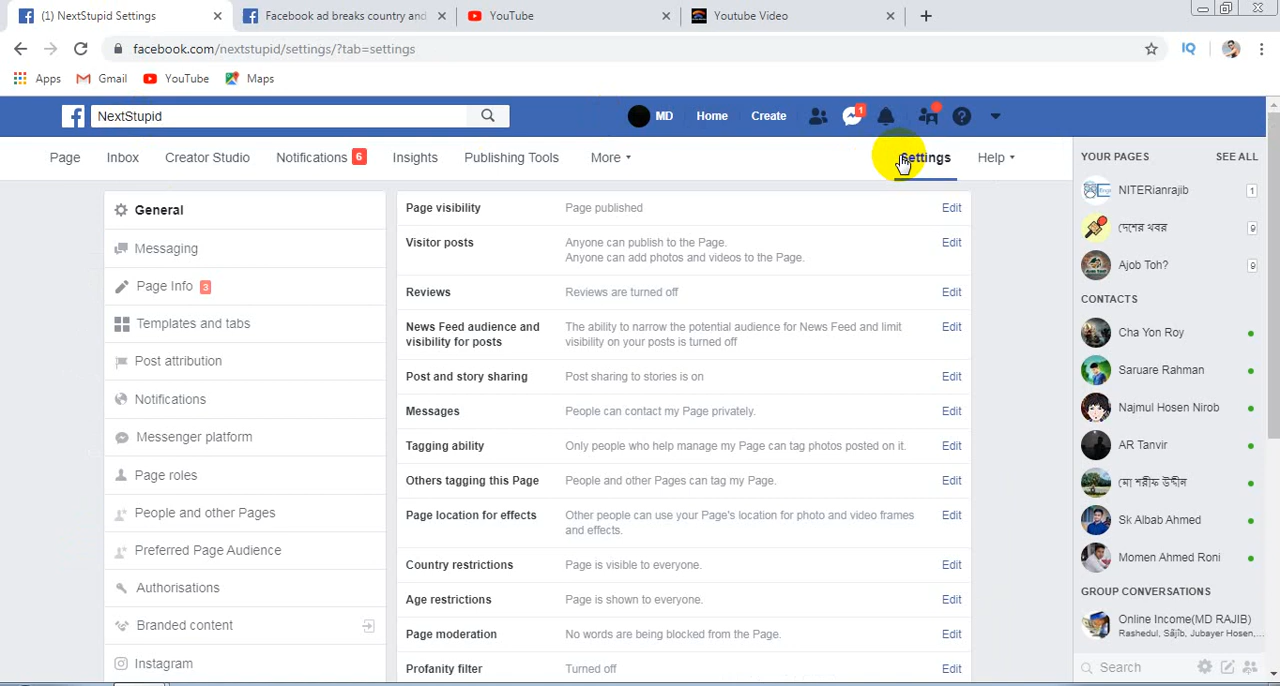 (1) NextStupid Settings
Facebook ad breaks country and
YouTube
Youtube Video
facebook.com/nextstupid/settings/?tab=settings
IQ
Apps Gmail YouTube Maps
NextStupid
MD Home Create 1
Page Inbox Creator Studio Notifications 6 Insights Publishing Tools More Settings Help
General
Messaging
Page Info 3
Templates and tabs
Post attribution
Notifications
Messenger platform
Page roles
People and other Pages
Preferred Page Audience
Authorisations
Branded content
Instagram
Page visibility Page published Edit
Visitor posts Anyone can publish to the Page. Edit
Anyone can add photos and videos to the Page.
Reviews Reviews are turned off Edit
News Feed audience and The ability to narrow the potential audience for News Feed and limit Edit
visibility for posts visibility on your posts is turned off
Post and story sharing Post sharing to stories is on Edit
Messages People can contact my Page privately. Edit
Tagging ability Only people who help manage my Page can tag photos posted on it. Edit
Others tagging this Page People and other Pages can tag my Page. Edit
Page location for effects Other people can use your Page's location for photo and video frames Edit
and effects.
Country restrictions Page is visible to everyone. Edit
Age restrictions Page is shown to everyone. Edit
Page moderation No words are being blocked from the Page. Edit
Profanity filter Turned off Edit
YOUR PAGES SEE ALL
NITERianrajib 1
দেশের খবর 9
Ajob Toh? 9
CONTACTS
Cha Yon Roy
Saruare Rahman
Najmul Hosen Nirob
AR Tanvir
মো শরীফ উদ্দীন
Sk Albab Ahmed
Momen Ahmed Roni
GROUP CONVERSATIONS
Online Income(MD RAJIB)
Rashedul, Sãjîb, Jubayer Hosen,...
Search